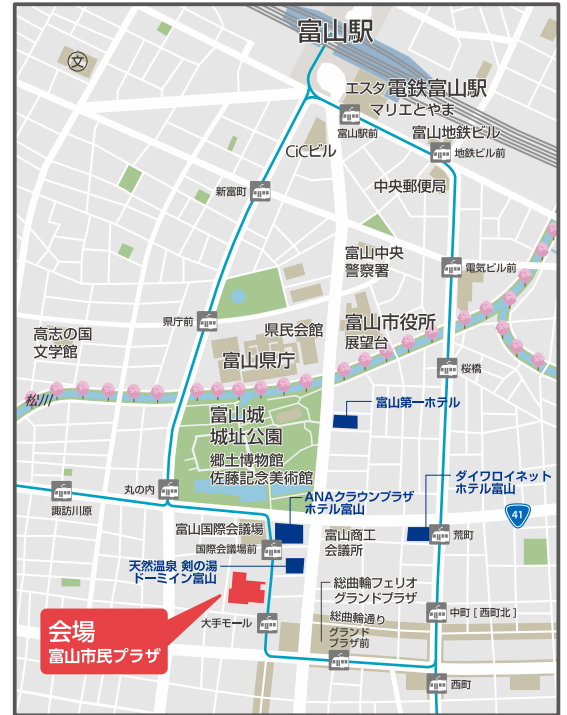 富山駅
文
エスタ
電鉄富山駅
マリエとやま
富山駅前
富山地鉄ビル
地鉄ビル前
CiCビル
中央郵便局
新富町
富山中央
警察署
電気ビル前
県庁前
県民会館
富山市役所
展望台
高志の国
文学館
富山県庁
桜橋
松川
富山第一ホテル
富山城
城址公園
郷土博物館
佐藤記念美術館
ダイワロイネット
ホテル富山
丸の内
諏訪川原
ANAクラウンプラザ
ホテル富山
41
富山国際会議場
国際会議場前
富山商工
会議所
荒町
天然温泉 剣の湯
ドーミイン富山
総曲輪フェリオ
グランドプラザ
会場
富山市民プラザ
大手モール
総曲輪通り
中町 [ 西町北 ]
グランド
プラザ前
西町